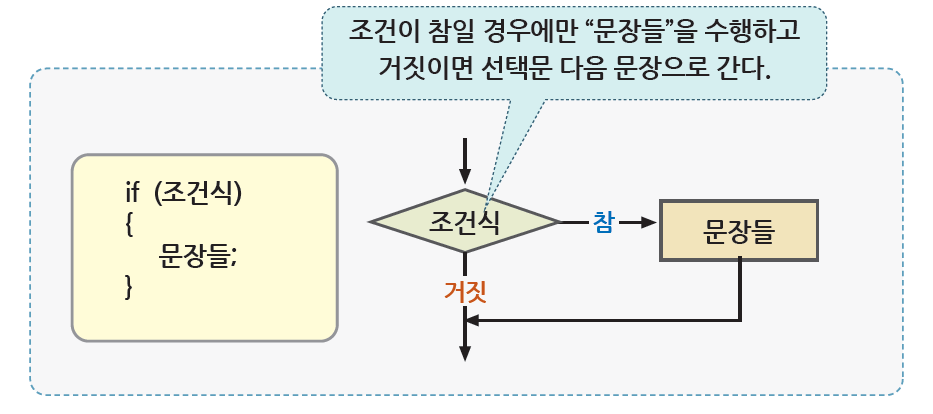 조건이 참일 경우에만 “문장들”을 수행하고
거짓이면 선택문 다음 문장으로 간다.
if (조건식)
{
문장들;
}
조건식
참
문장들
거짓